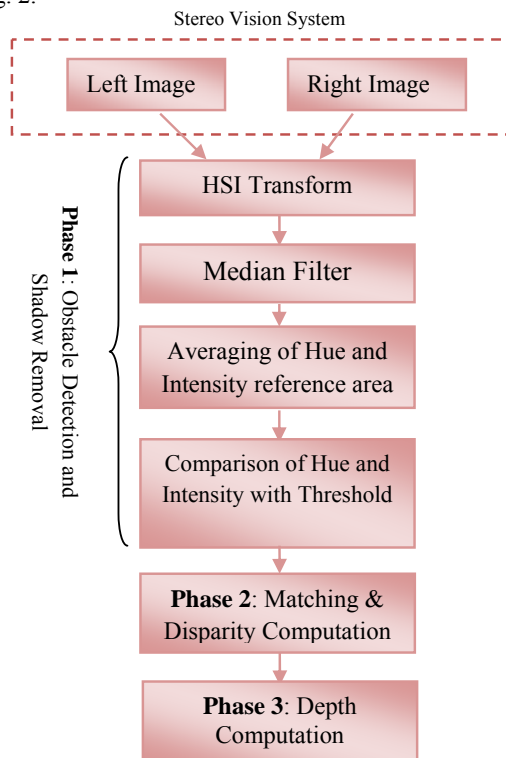 g. 2.
Stereo Vision System
Left Image
Right Image
HSI Transform
Median Filter
Averaging of Hue and
Intensity reference area
Comparison of Hue and
Intensity with Threshold
Phase 1: Obstacle Detection and
Shadow Removal
Phase 2: Matching &
Disparity Computation
Phase 3: Depth
Computation